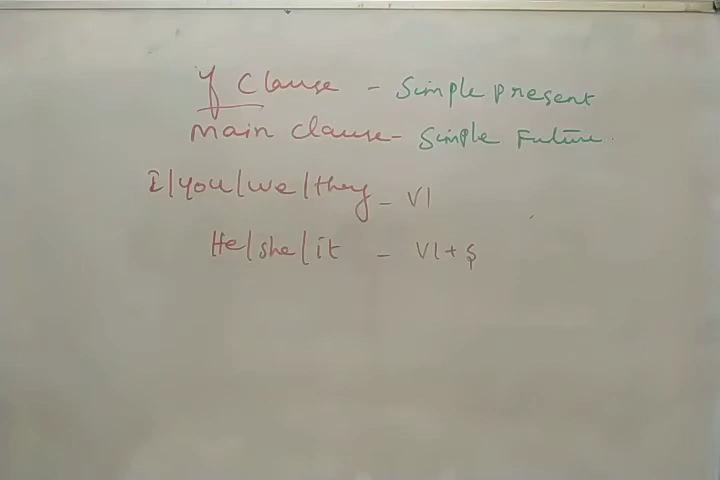 If Clause - Simple present
Main clause - Simple Future.
I/you/we/they - V1
He/she/it - V1+s